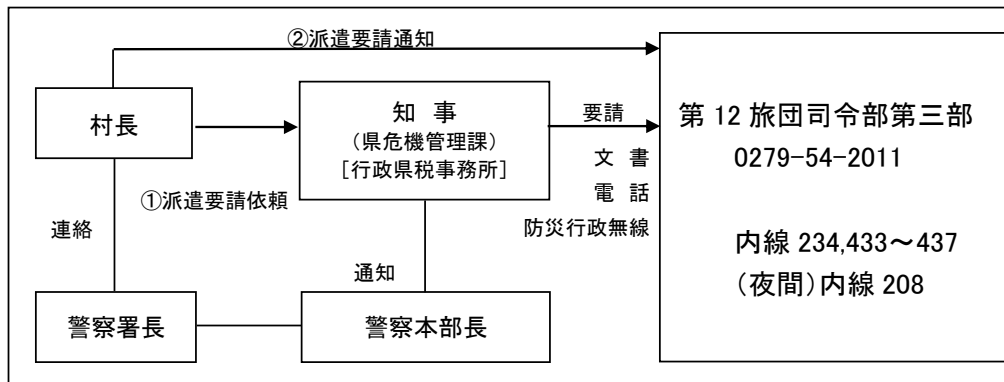 ②派遣要請通知
村長
知 事
(県危機管理課)
[行政県税事務所]
要請
文 書
電 話
防災行政無線
第 12 旅団司令部第三部
0279-54-2011
内線 234,433～437
(夜間)内線 208
①派遣要請依頼
連絡
通知
警察署長
警察本部長